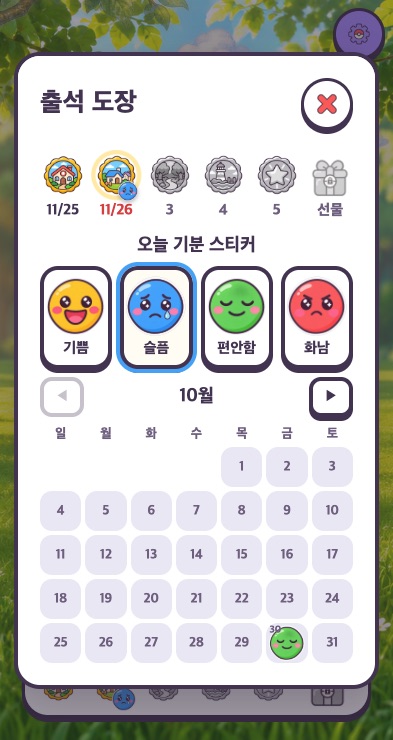 출석 도장
11/25 11/26 3 4 5 선물
오늘 기분 스티커
기쁨 슬픔 편안함 화남
10월
일 월 화 수 목 금 토
1 2 3
4 5 6 7 8 9 10
11 12 13 14 15 16 17
18 19 20 21 22 23 24
25 26 27 28 29 30 31